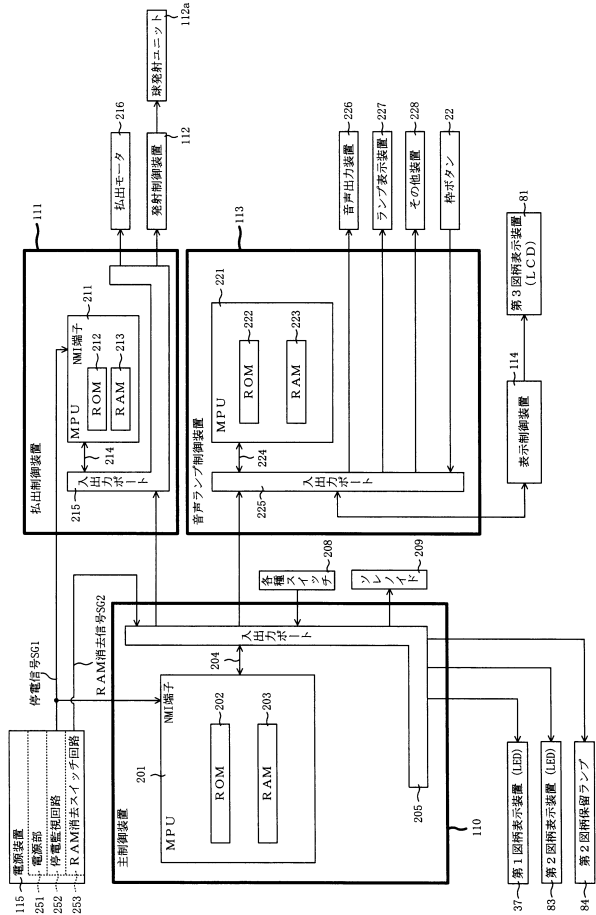 115
電源装置
251
電源部
252
停電監視回路
253
RAM消去スイッチ回路
停電信号SG1
RAM消去信号SG2
主制御装置
110
201
MPU
NMI端子
ROM
202
RAM
203
204
入出力ポート
205
各種スイッチ
208
ソレノイド
209
37
第1図柄表示装置(LED)
83
第2図柄表示装置(LED)
84
第2図柄保留ランプ
払出制御装置
111
215
入出力ポート
214
MPU
NMI端子
211
ROM
212
RAM
213
払出モータ
216
発射制御装置
112
球発射ユニット
112a
音声ランプ制御装置
113
225
入出力ポート
224
MPU
221
ROM
222
RAM
223
音声出力装置
226
ランプ表示装置
227
その他装置
228
枠ボタン
22
表示制御装置
114
第3図柄表示装置
(LCD)
81